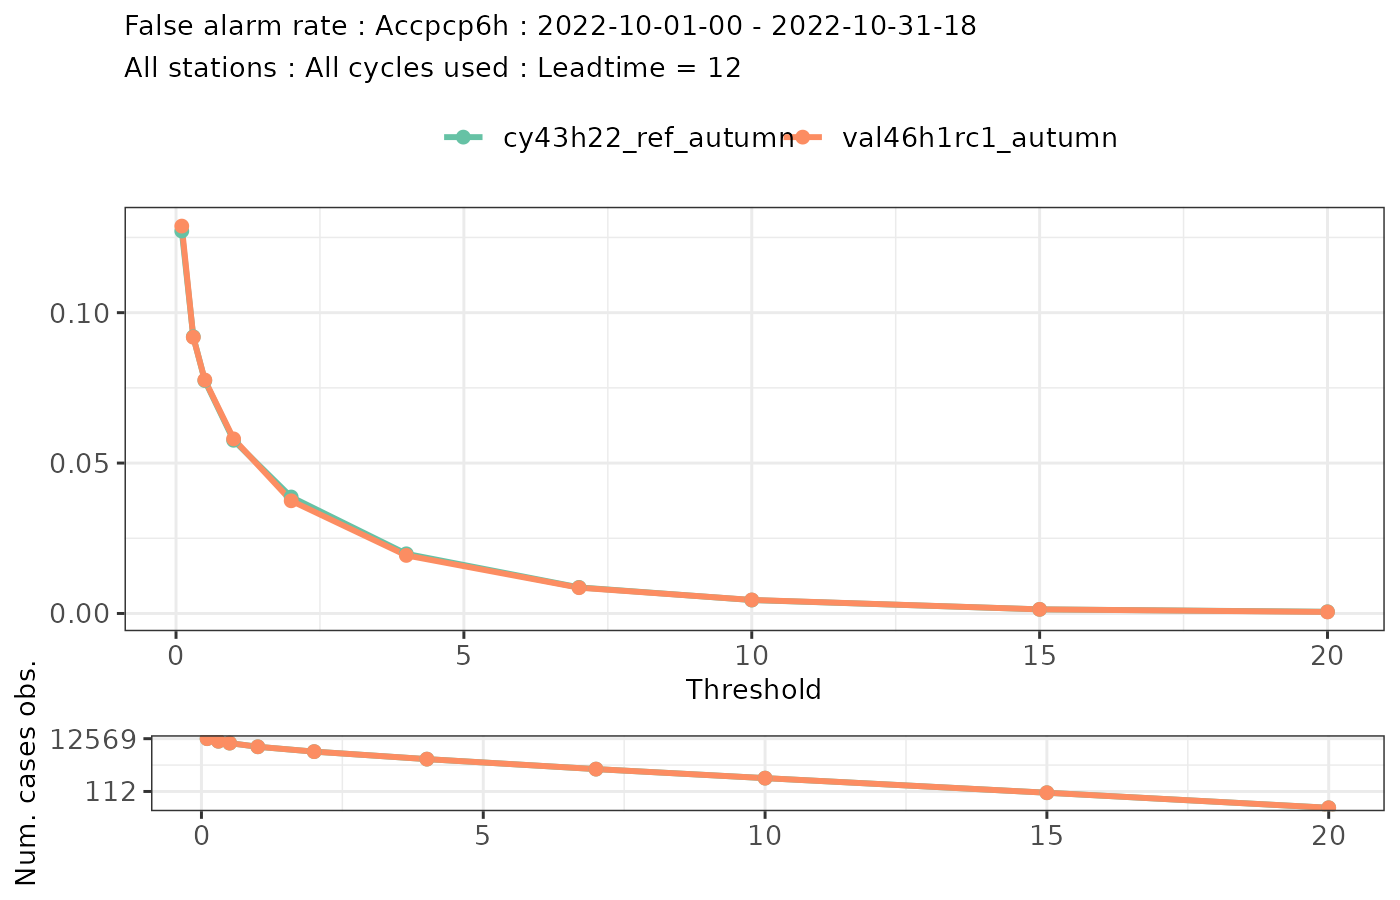 False alarm rate : Accpcp6h : 2022-10-01-00 - 2022-10-31-18
All stations : All cycles used : Leadtime = 12
cy43h22_ref_autumn val46h1rc1_autumn
0.10
0.05
0.00
0 5 10 15 20
Threshold
Num. cases obs.
12569
112
0 5 10 15 20